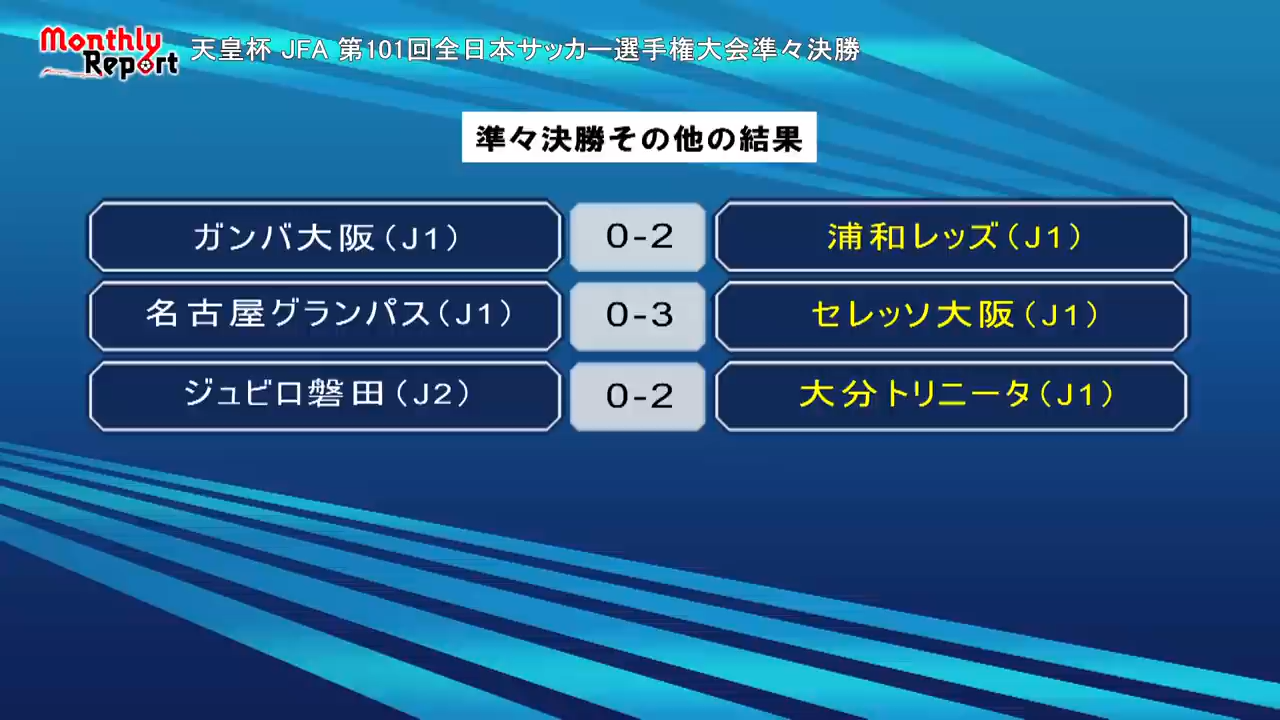 Monthly Report
天皇杯 JFA 第101回全日本サッカー選手権大会準々決勝
準々決勝その他の結果
ガンバ大阪(J1) 0-2 浦和レッズ(J1)
名古屋グランパス(J1) 0-3 セレッソ大阪(J1)
ジュビロ磐田(J2) 0-2 大分トリニータ(J1)